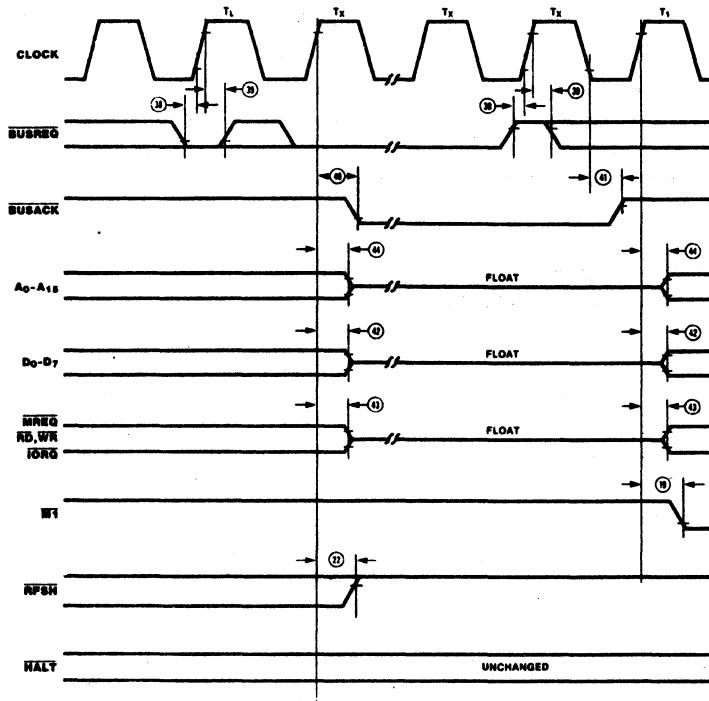 TL TX TX TX T1
CLOCK
38 39 38 39
BUSREQ
40 41
BUSACK
44 44
A0-A15 FLOAT
42 42
D0-D7 FLOAT
43 43
MREQ
RD,WR FLOAT
IORQ
19
M1
22
RFSH
HALT UNCHANGED